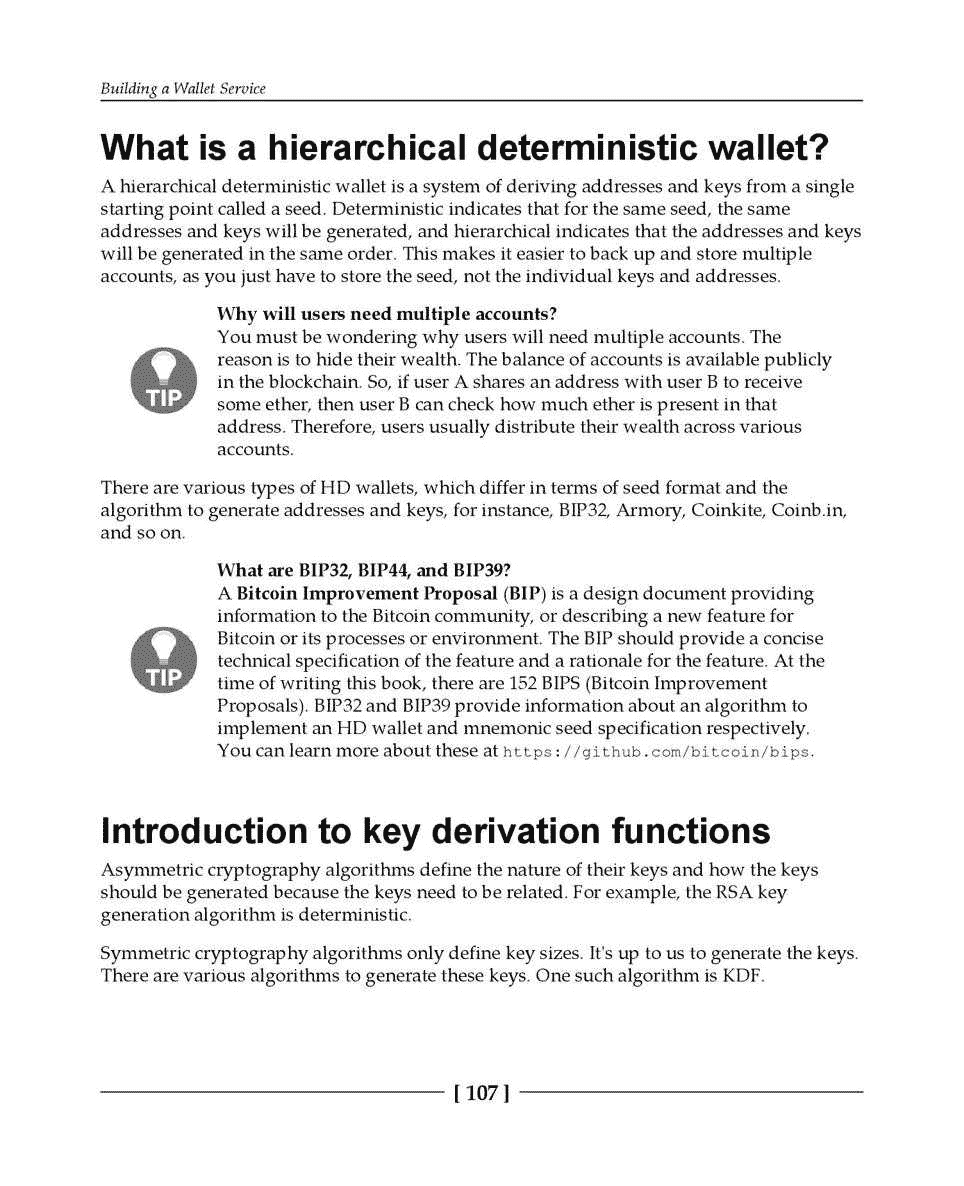 Building a Wallet Service
What is a hierarchical deterministic wallet?
A hierarchical deterministic wallet is a system of deriving addresses and keys from a single
starting point called a seed. Deterministic indicates that for the same seed, the same
addresses and keys will be generated, and hierarchical indicates that the addresses and keys
will be generated in the same order. This makes it easier to back up and store multiple
accounts, as you just have to store the seed, not the individual keys and addresses.
Why will users need multiple accounts?
You must be wondering why users will need multiple accounts. The
reason is to hide their wealth. The balance of accounts is available publicly
in the blockchain. So, if user A shares an address with user B to receive
some ether, then user B can check how much ether is present in that
address. Therefore, users usually distribute their wealth across various
accounts.
TIP
There are various types of HD wallets, which differ in terms of seed format and the
algorithm to generate addresses and keys, for instance, BIP32, Armory, Coinkite, Coinb.in,
and so on.
What are BIP32, BIP44, and BIP39?
A Bitcoin Improvement Proposal (BIP) is a design document providing
information to the Bitcoin community, or describing a new feature for
Bitcoin or its processes or environment. The BIP should provide a concise
technical specification of the feature and a rationale for the feature. At the
time of writing this book, there are 152 BIPS (Bitcoin Improvement
Proposals). BIP32 and BIP39 provide information about an algorithm to
implement an HD wallet and mnemonic seed specification respectively.
You can learn more about these at https://github.com/bitcoin/bips.
TIP
Introduction to key derivation functions
Asymmetric cryptography algorithms define the nature of their keys and how the keys
should be generated because the keys need to be related. For example, the RSA key
generation algorithm is deterministic.
Symmetric cryptography algorithms only define key sizes. It's up to us to generate the keys.
There are various algorithms to generate these keys. One such algorithm is KDF.
[ 107 ]